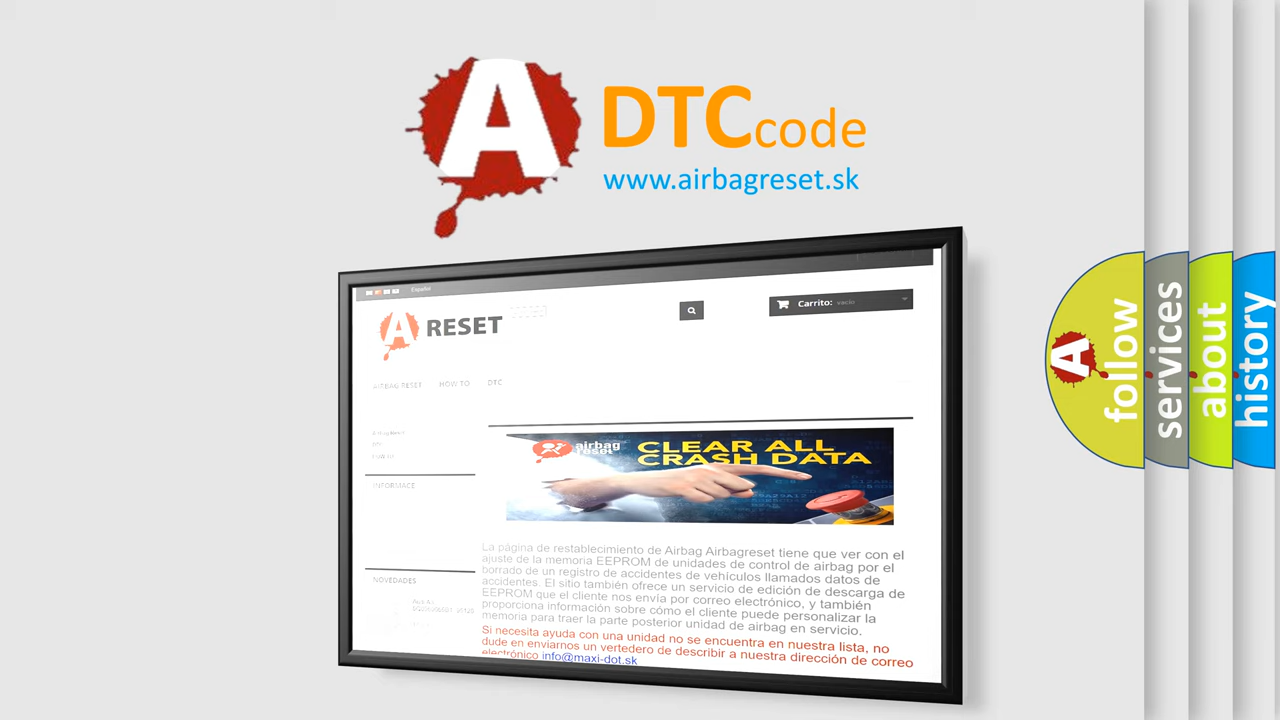 A DTCcode
www.airbagreset.sk
Español
A RESET
Carrito: vacío
AIRBAG RESET HOW TO DTC
INFORMACE
airbag
reset
CLEAR ALL
CRASH DATA
La página de restablecimiento de Airbag Airbagreset tiene que ver con el
ajuste de la memoria EEPROM de unidades de control de airbag por el
borrado de un registro de accidentes de vehículos llamados datos de
accidentes. El sitio también ofrece un servicio de edición de descarga de
EEPROM que el cliente nos envía por correo electrónico, y también
proporciona información sobre cómo el cliente puede personalizar la
memoria para traer la parte posterior unidad de airbag en servicio.
Si necesita ayuda con una unidad no se encuentra en nuestra lista, no
dude en enviarnos un vertedero de describir a nuestra dirección de correo
electrónico info@maxi-dot.sk
NOVEDADES
A follow
services
about
history